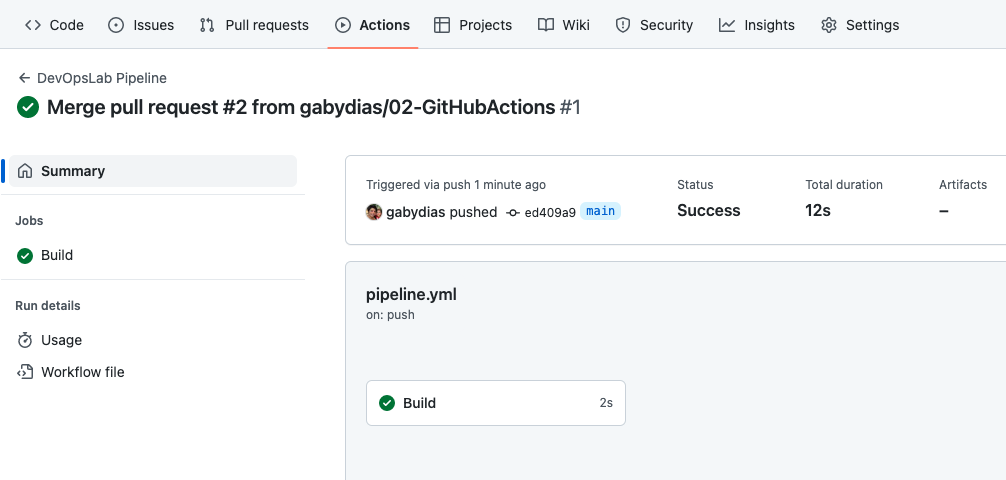 Code Issues Pull requests Actions Projects Wiki Security Insights Settings
← DevOpsLab Pipeline
Merge pull request #2 from gabydias/02-GitHubActions #1
Summary
Jobs
Build
Run details
Usage
Workflow file
Triggered via push 1 minute ago
gabydias pushed ed409a9 main
Status
Success
Total duration
12s
Artifacts
–
pipeline.yml
on: push
Build 2s